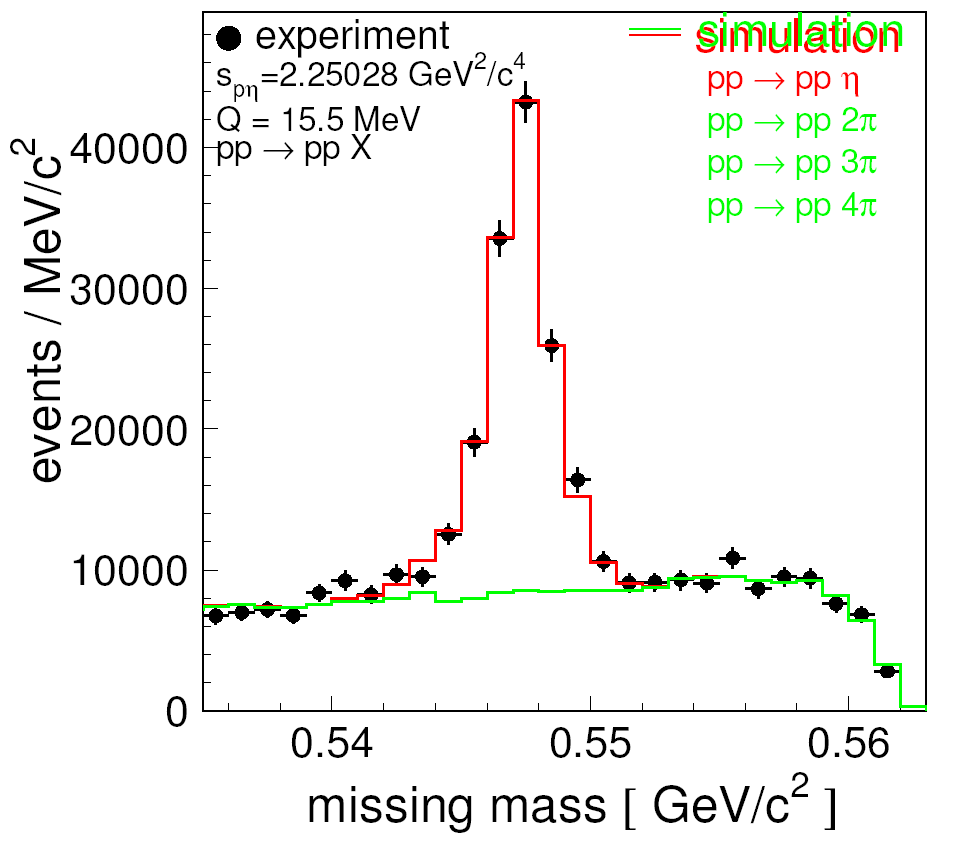 experiment
s_pη=2.25028 GeV²/c⁴
Q = 15.5 MeV
pp → pp X
simulation
simulation
pp → pp η
pp → pp 2π
pp → pp 3π
pp → pp 4π
events / MeV/c²
40000
30000
20000
10000
0
0.54 0.55 0.56
missing mass [ GeV/c² ]